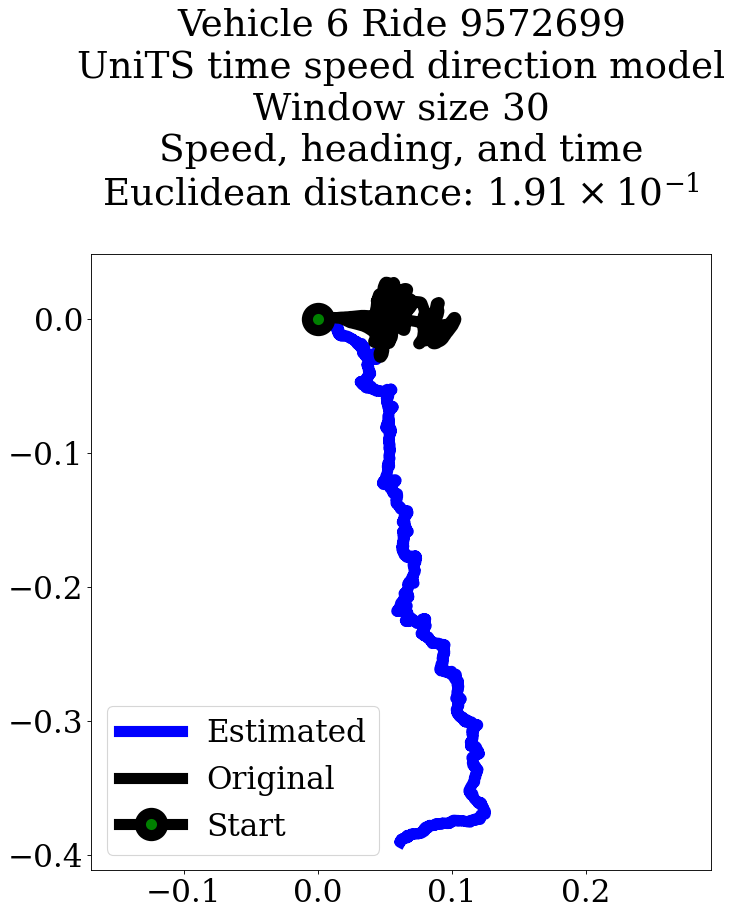 Vehicle 6 Ride 9572699
UniTS time speed direction model
Window size 30
Speed, heading, and time
Euclidean distance: 1.91 × 10⁻¹
0.0
−0.1
−0.2
−0.3
−0.4
Estimated
Original
Start
−0.1 0.0 0.1 0.2